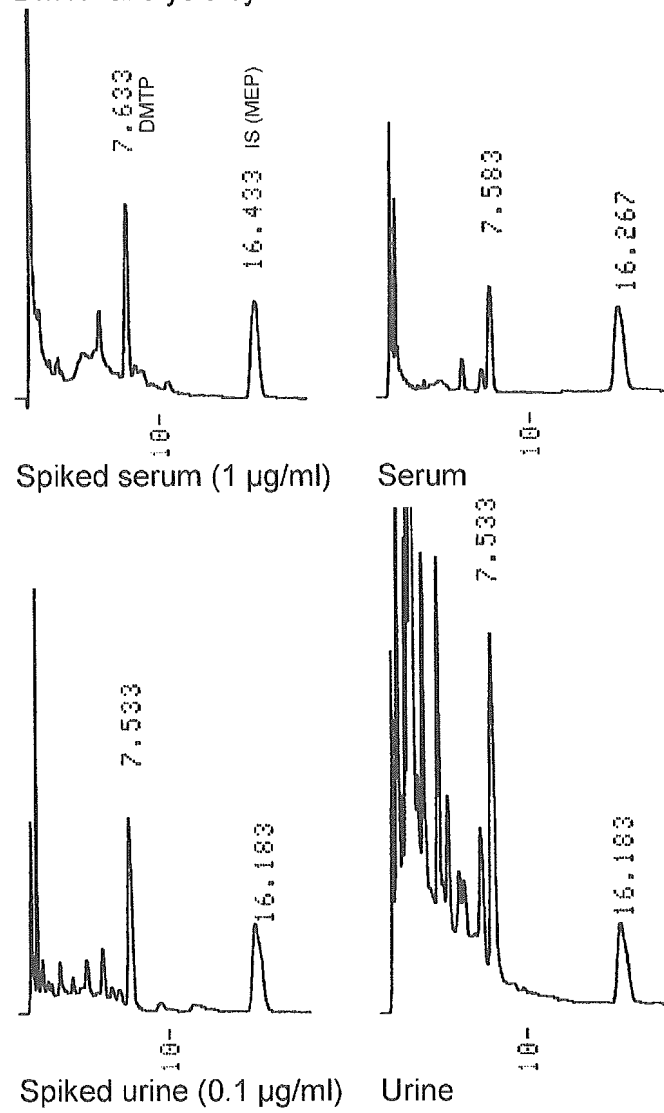 7.633
DMTP
16.433 IS (MEP)
10-
Spiked serum (1 µg/ml)
7.583
16.267
10-
Serum
7.533
16.183
10-
Spiked urine (0.1 µg/ml)
7.533
16.183
10-
Urine